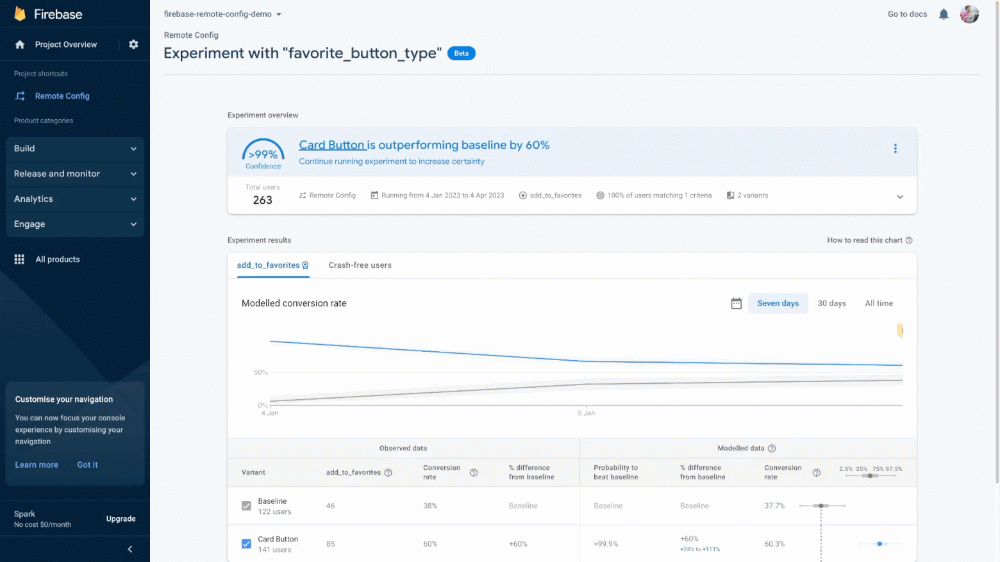 Firebase
firebase-remote-config-demo
Go to docs
Remote Config
Experiment with "favorite_button_type"
Beta
Project Overview
Project shortcuts
Remote Config
Product categories
Build
Release and monitor
Analytics
Engage
All products
Customise your navigation
You can now focus your console
experience by customising your
navigation
Learn more
Got it
Spark
No cost $0/month
Upgrade
Experiment overview
>99%
Confidence
Card Button is outperforming baseline by 60%
Continue running experiment to increase certainty
Total users
263
Remote Config
Running from 4 Jan 2023 to 4 Apr 2023
add_to_favorites
100% of users matching 1 criteria
2 variants
Experiment results
How to read this chart
add_to_favorites
Crash-free users
Modelled conversion rate
Seven days
30 days
All time
50%
0%
4 Jan
5 Jan
Observed data
Modelled data
Variant
add_to_favorites
Conversion
rate
% difference
from baseline
Probability to
beat baseline
% difference
from baseline
Conversion
rate
2.5% 25% 75% 97.5%
Baseline
122 users
46
38%
Baseline
Baseline
Baseline
37.7%
Card Button
141 users
85
60%
+60%
>99.9%
+60%
+24% to +111%
60.3%